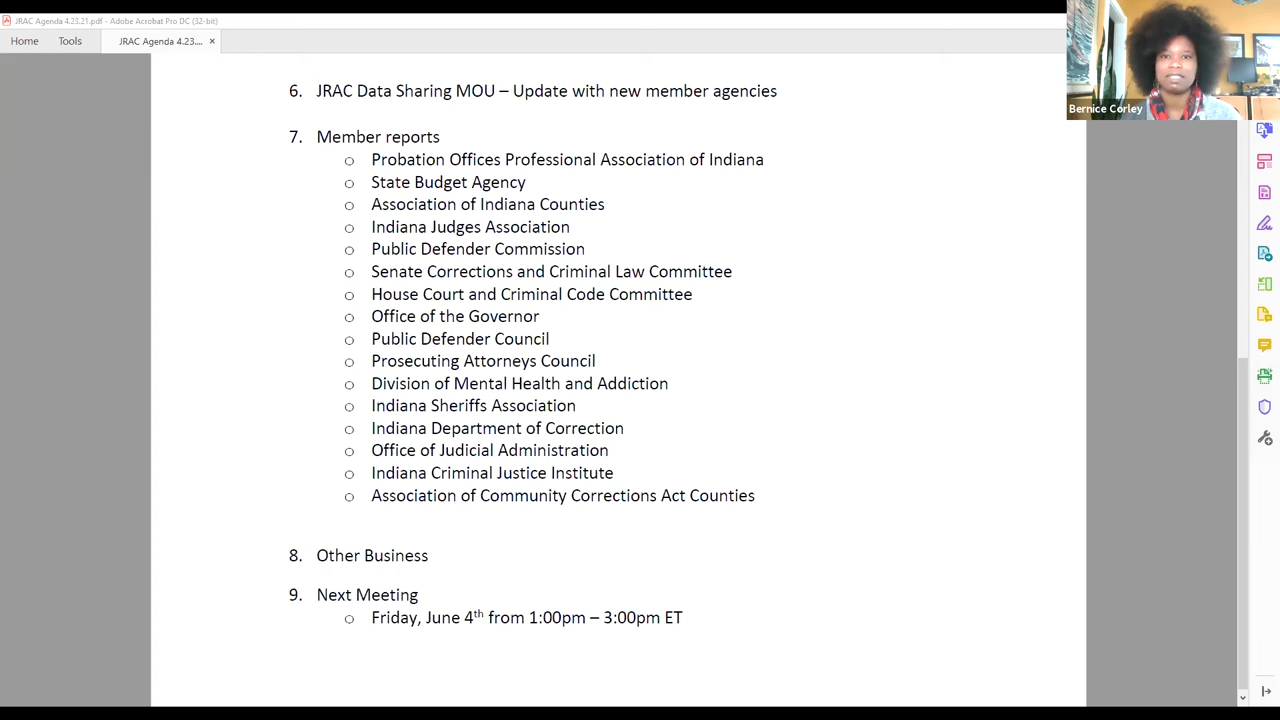 JRAC Agenda 4.23.21.pdf - Adobe Acrobat Pro DC (32-bit)
Home Tools JRAC Agenda 4.23.... ×
Bernice Corley
6. JRAC Data Sharing MOU – Update with new member agencies
7. Member reports
o Probation Offices Professional Association of Indiana
o State Budget Agency
o Association of Indiana Counties
o Indiana Judges Association
o Public Defender Commission
o Senate Corrections and Criminal Law Committee
o House Court and Criminal Code Committee
o Office of the Governor
o Public Defender Council
o Prosecuting Attorneys Council
o Division of Mental Health and Addiction
o Indiana Sheriffs Association
o Indiana Department of Correction
o Office of Judicial Administration
o Indiana Criminal Justice Institute
o Association of Community Corrections Act Counties
8. Other Business
9. Next Meeting
o Friday, June 4th from 1:00pm – 3:00pm ET